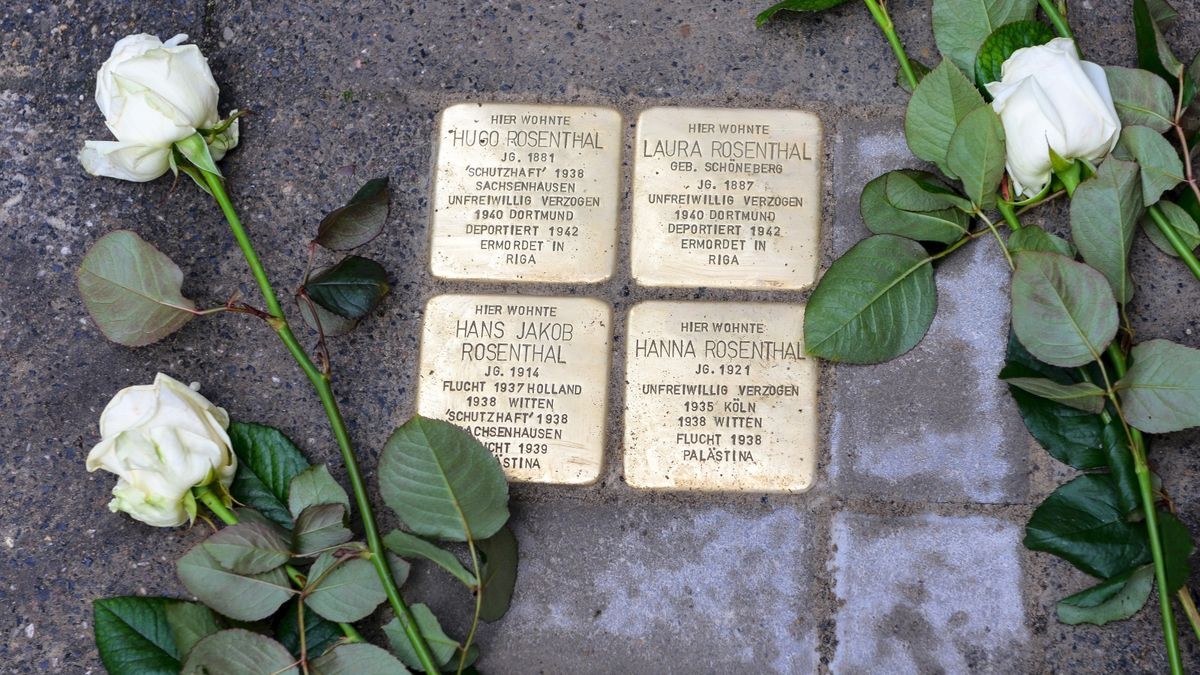 HIER WOHNTE
HUGO ROSENTHAL
JG. 1881
'SCHUTZHAFT' 1938
SACHSENHAUSEN
UNFREIWILLIG VERZOGEN
1940 DORTMUND
DEPORTIERT 1942
ERMORDET IN
RIGA
HIER WOHNTE
LAURA ROSENTHAL
GEB. SCHÖNEBERG
JG. 1887
UNFREIWILLIG VERZOGEN
1940 DORTMUND
DEPORTIERT 1942
ERMORDET IN
RIGA
HIER WOHNTE
HANS JAKOB
ROSENTHAL
JG. 1914
FLUCHT 1937 HOLLAND
1938 WITTEN
'SCHUTZHAFT' 1938
SACHSENHAUSEN
1939
HIER WOHNTE
HANNA ROSENTHAL
JG. 1921
UNFREIWILLIG VERZOGEN
1935 KÖLN
1938 WITTEN
FLUCHT 1938
PALÄSTINA